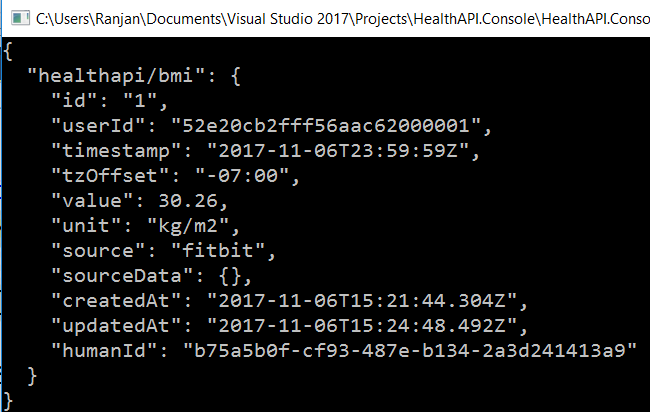 C:\Users\Ranjan\Documents\Visual Studio 2017\Projects\HealthAPI.Console\HealthAPI.Conso
{
  "healthapi/bmi": {
    "id": "1",
    "userId": "52e20cb2fff56aac62000001",
    "timestamp": "2017-11-06T23:59:59Z",
    "tzOffset": "-07:00",
    "value": 30.26,
    "unit": "kg/m2",
    "source": "fitbit",
    "sourceData": {},
    "createdAt": "2017-11-06T15:21:44.304Z",
    "updatedAt": "2017-11-06T15:24:48.492Z",
    "humanId": "b75a5b0f-cf93-487e-b134-2a3d241413a9"
  }
}